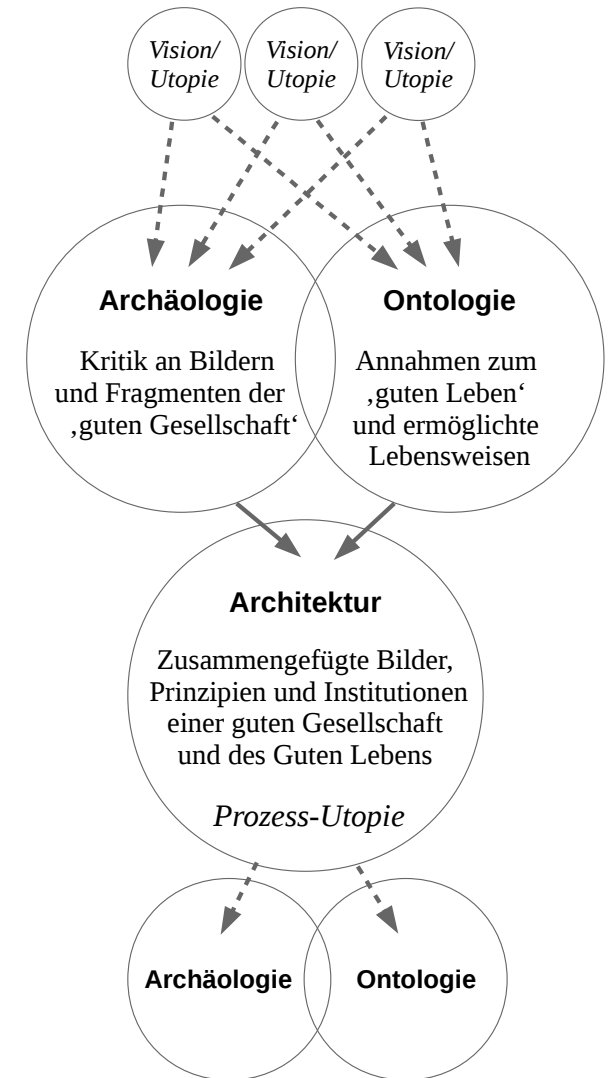 Vision/
Utopie
Vision/
Utopie
Vision/
Utopie
Archäologie
Kritik an Bildern
und Fragmenten der
‚guten Gesellschaft‘
Ontologie
Annahmen zum
‚guten Leben‘
und ermöglichte
Lebensweisen
Architektur
Zusammengefügte Bilder,
Prinzipien und Institutionen
einer guten Gesellschaft
und des Guten Lebens
Prozess-Utopie
Archäologie
Ontologie